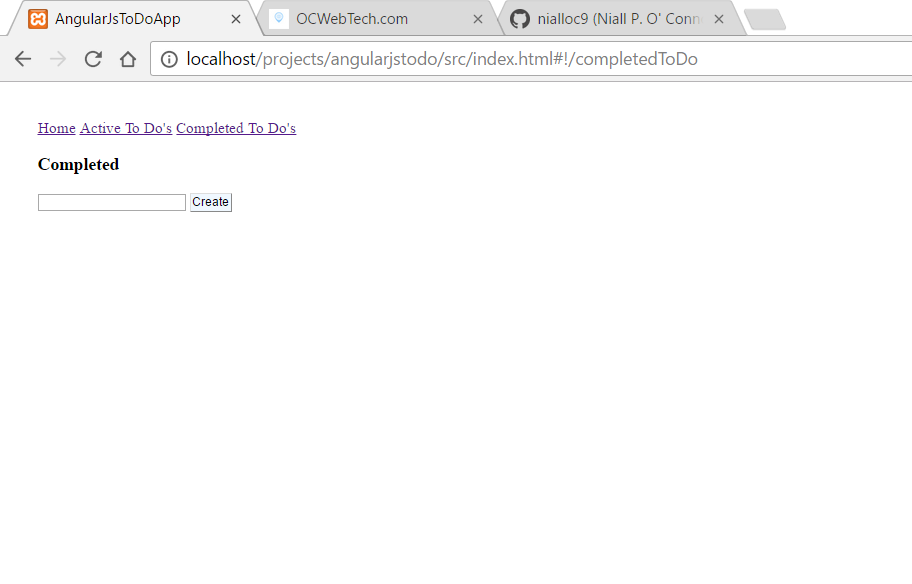 AngularJsToDoApp
OCWebTech.com
nialloc9 (Niall P. O' Conn
localhost/projects/angularjstodo/src/index.html#!/completedToDo
Home Active To Do's Completed To Do's
Completed
Create